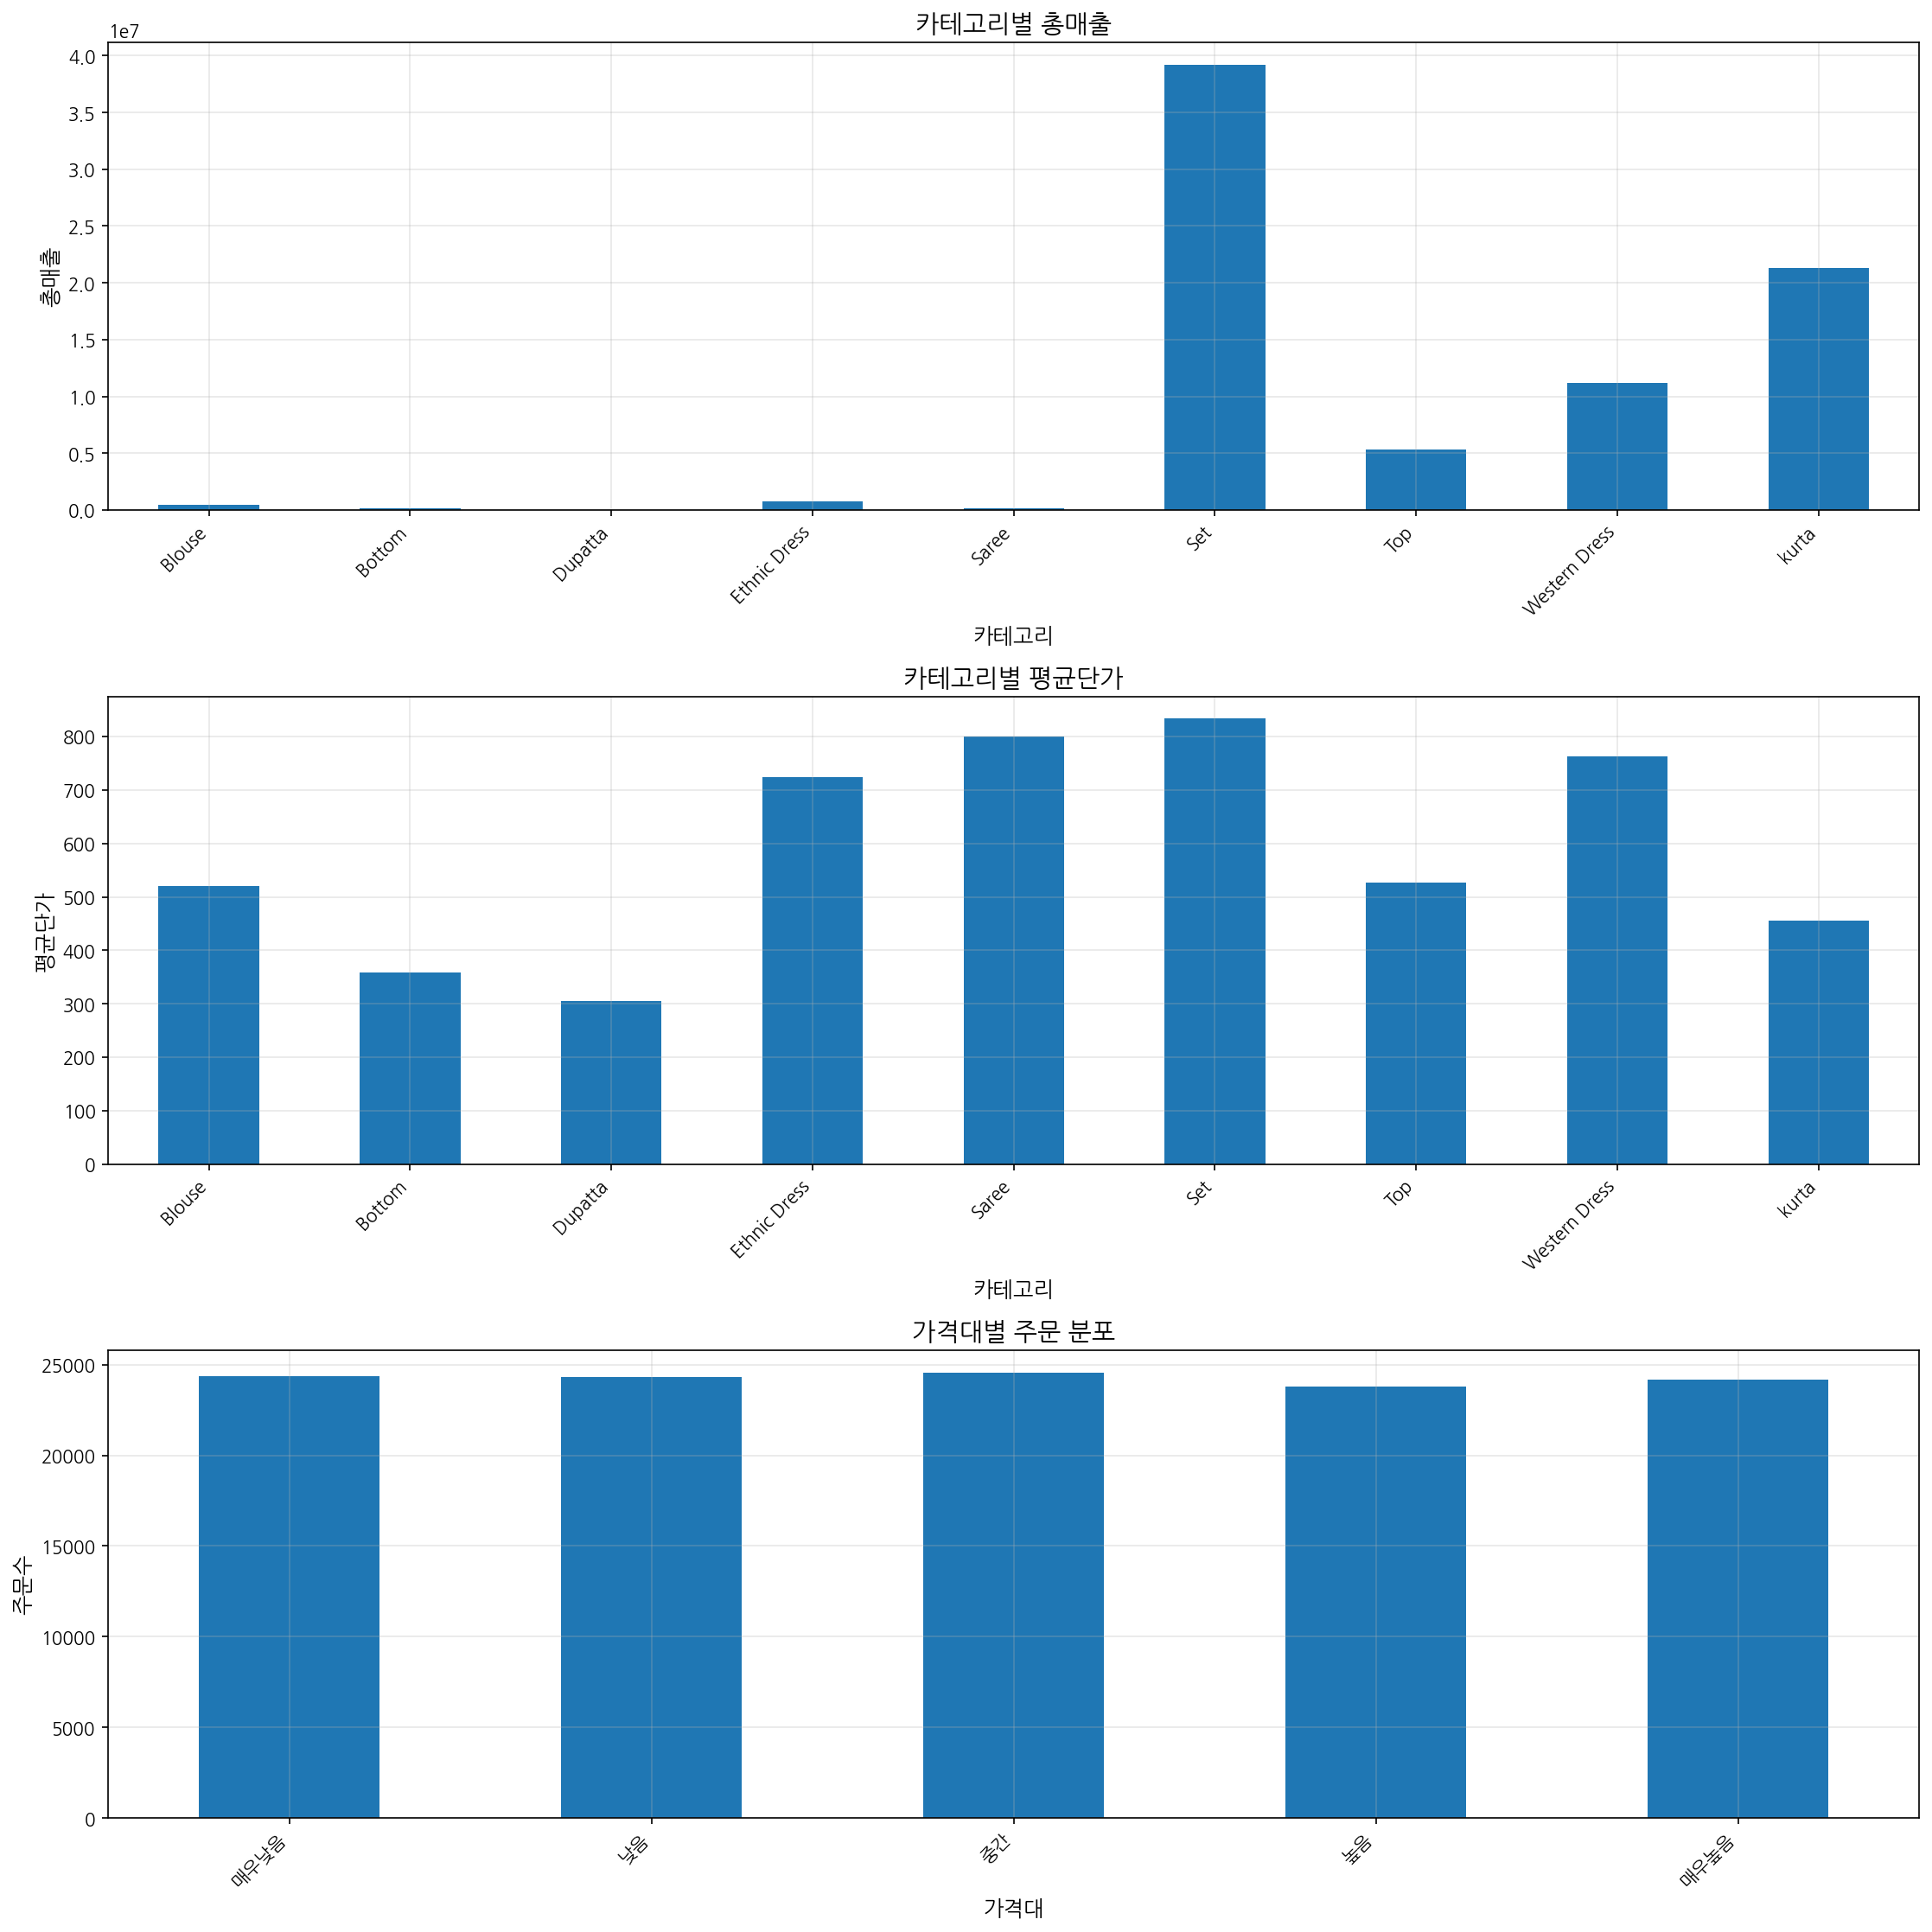 카테고리별 총매출
1e7
4.0
3.5
3.0
2.5
2.0
1.5
1.0
0.5
0.0
총매출
Blouse
Bottom
Dupatta
Ethnic Dress
Saree
Set
Top
Western Dress
kurta
카테고리
카테고리별 평균단가
800
700
600
500
400
300
200
100
0
평균단가
Blouse
Bottom
Dupatta
Ethnic Dress
Saree
Set
Top
Western Dress
kurta
카테고리
가격대별 주문 분포
25000
20000
15000
10000
5000
0
주문수
매우낮음
낮음
중간
높음
매우높음
가격대